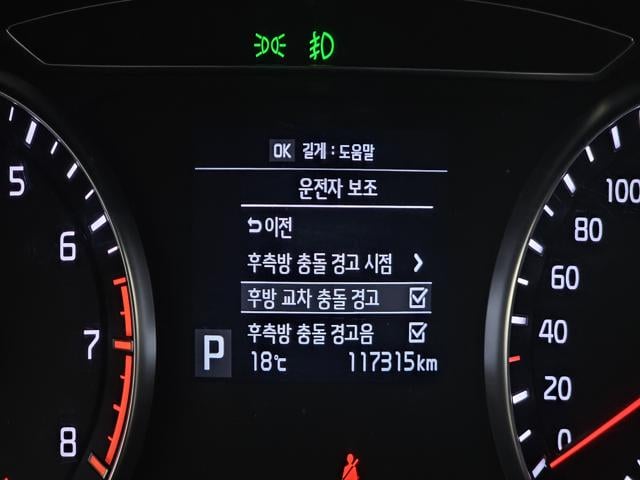 OK 길게 : 도움말
운전자 보조
이전
후측방 충돌 경고 시점
후방 교차 충돌 경고
후측방 충돌 경고음
P
18℃ 117315km
5
6
7
8
100
80
60
40
20
0